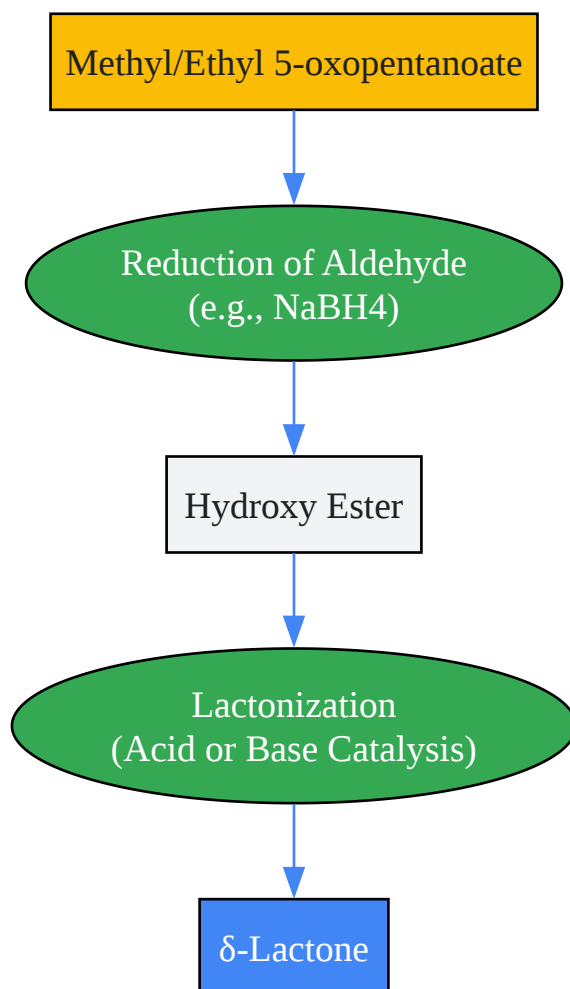 Methyl/Ethyl 5-oxopentanoate
Reduction of Aldehyde
(e.g., NaBH4)
Hydroxy Ester
Lactonization
(Acid or Base Catalysis)
δ-Lactone